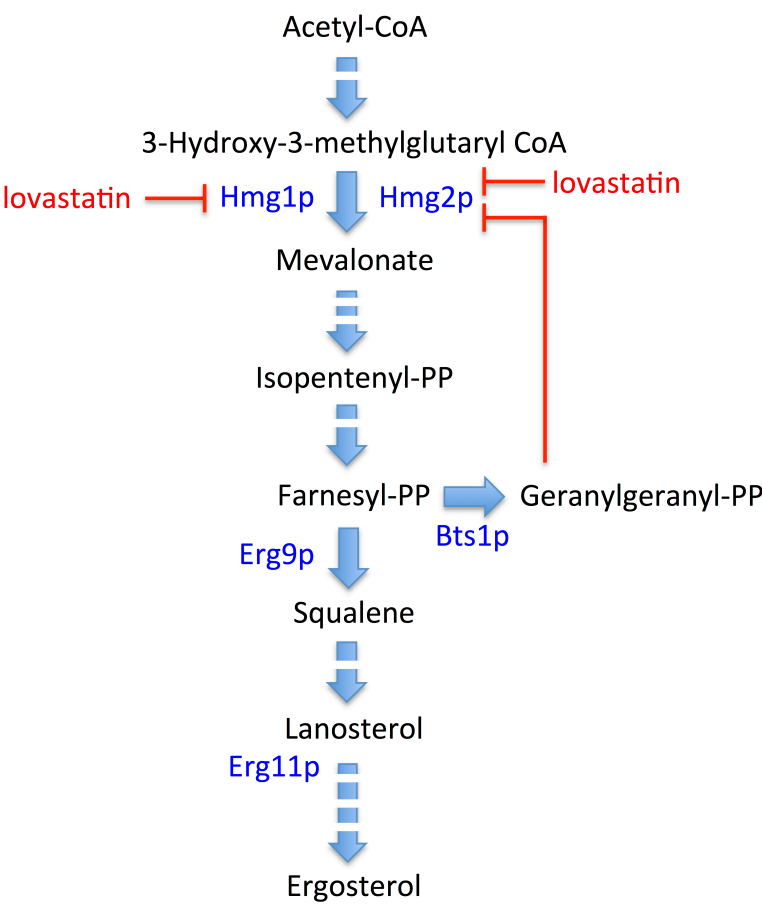 Acetyl-CoA
3-Hydroxy-3-methylglutaryl CoA
lovastatin
Hmg1p
Hmg2p
lovastatin
Mevalonate
Isopentenyl-PP
Farnesyl-PP
Geranylgeranyl-PP
Bts1p
Erg9p
Squalene
Lanosterol
Erg11p
Ergosterol